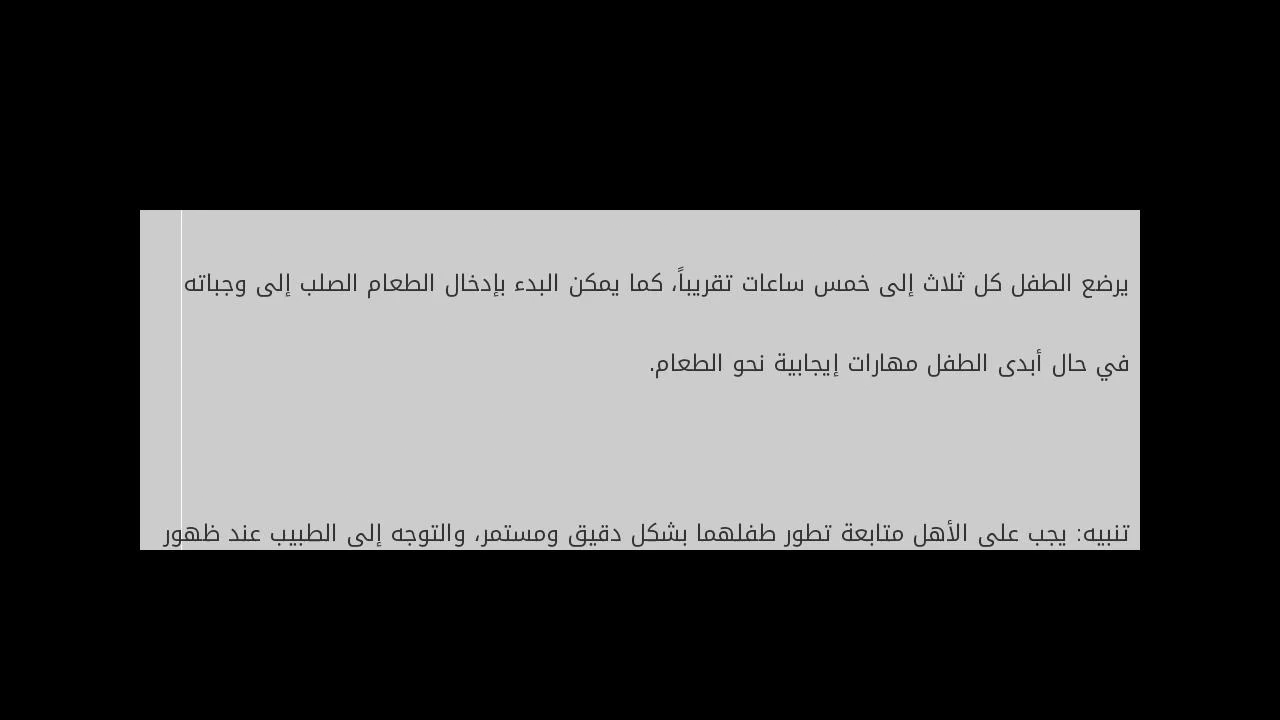 يرضع الطفل كل ثلاث إلى خمس ساعات تقريباً، كما يمكن البدء بإدخال الطعام الصلب إلى وجباته
في حال أبدى الطفل مهارات إيجابية نحو الطعام.
تنبيه: يجب على الأهل متابعة تطور طفلهما بشكل دقيق ومستمر، والتوجه إلى الطبيب عند ظهور